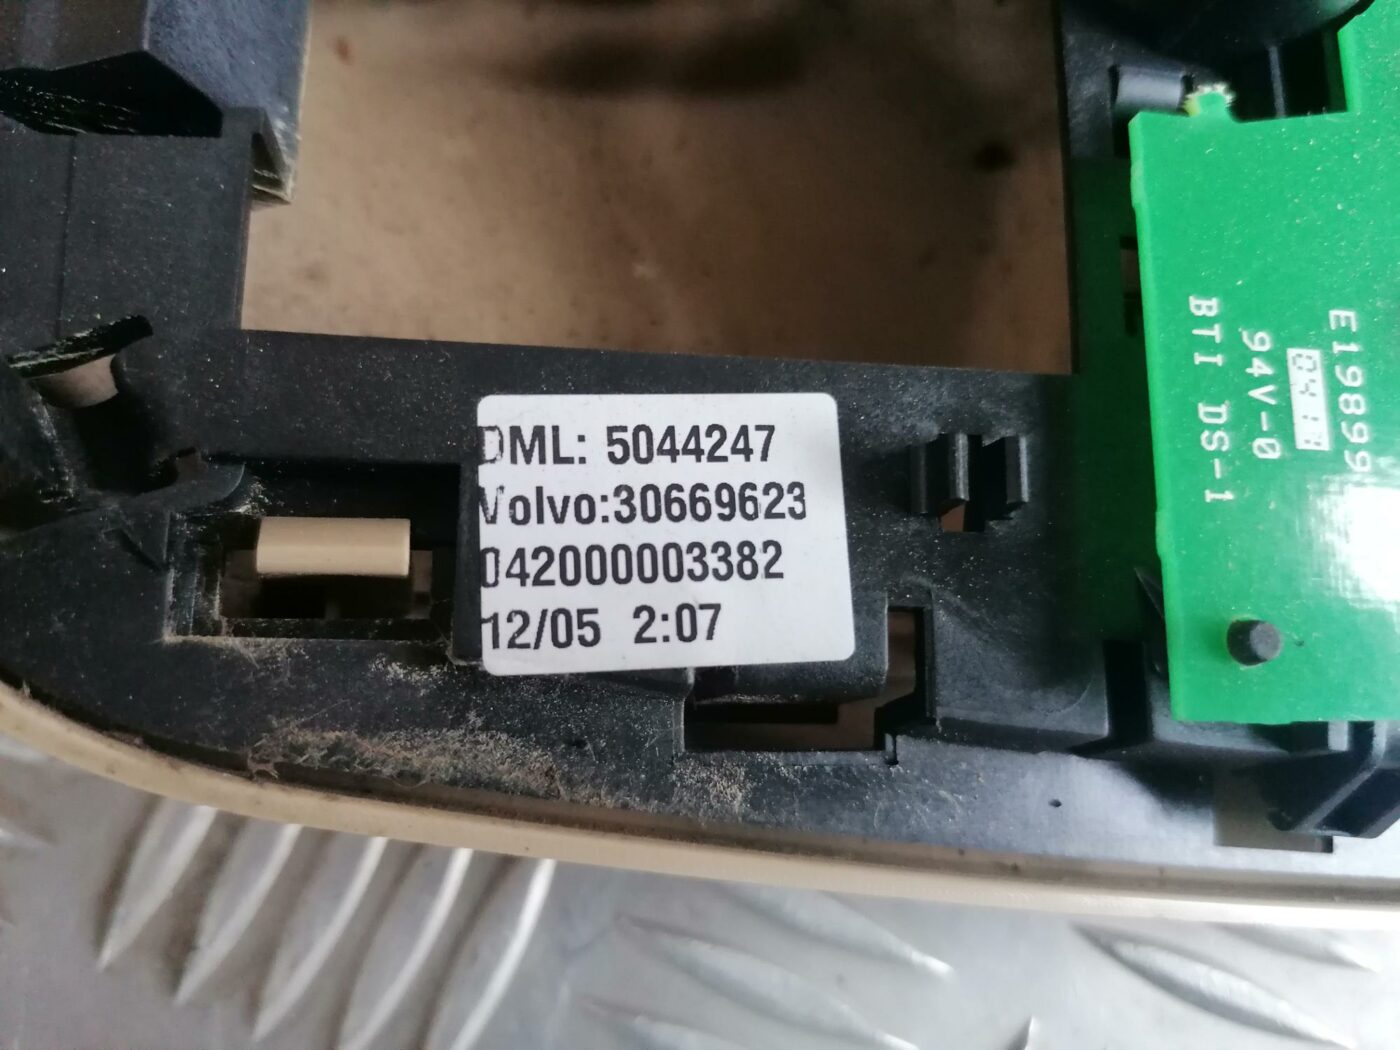 DML: 5044247
Volvo:30669623
042000003382
12/05 2:07
E19899
94V-0
BTI DS-1